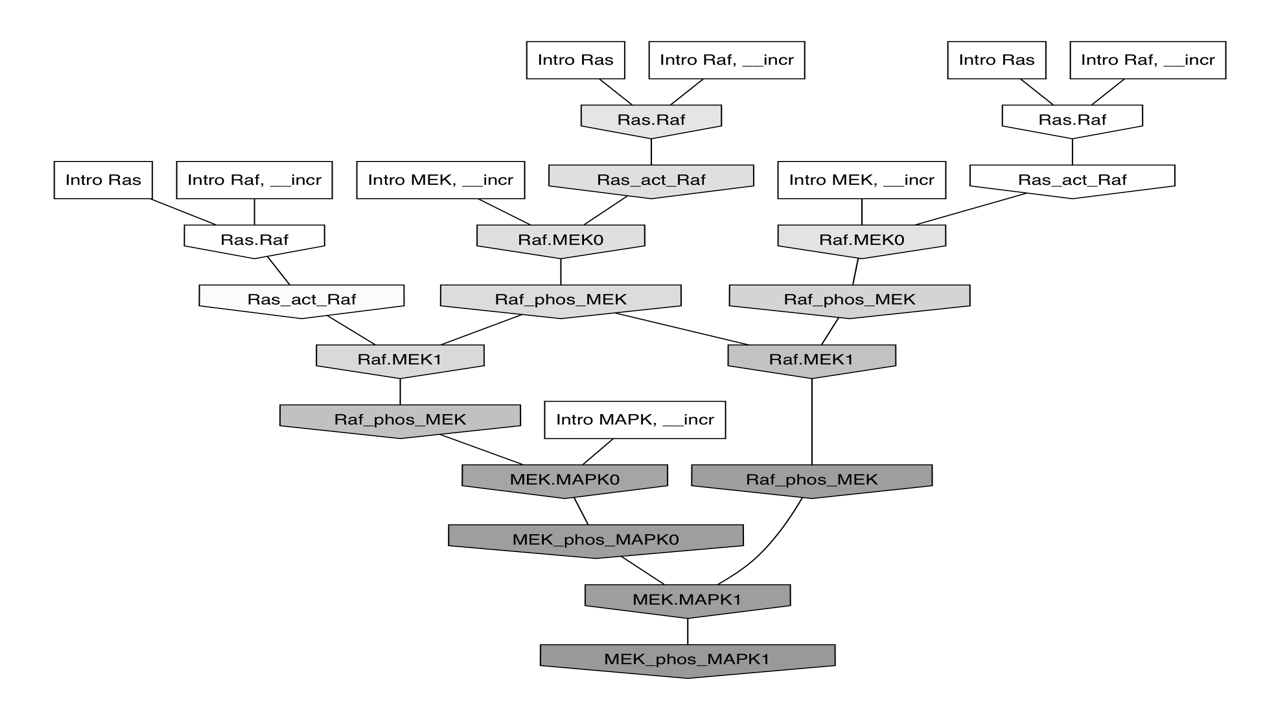 Intro Ras
Intro Raf, __incr
Intro Ras
Intro Raf, __incr
Ras.Raf
Ras.Raf
Intro Ras
Intro Raf, __incr
Intro MEK, __incr
Ras_act_Raf
Intro MEK, __incr
Ras_act_Raf
Ras.Raf
Raf.MEK0
Raf.MEK0
Ras_act_Raf
Raf_phos_MEK
Raf_phos_MEK
Raf.MEK1
Raf.MEK1
Raf_phos_MEK
Intro MAPK, __incr
MEK.MAPK0
Raf_phos_MEK
MEK_phos_MAPK0
MEK.MAPK1
MEK_phos_MAPK1